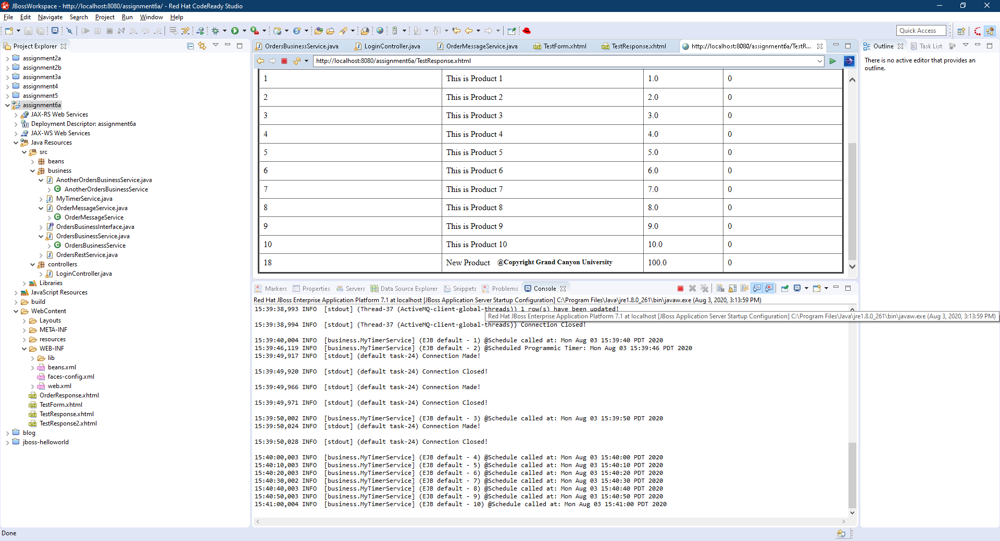 JBossWorkspace - http://localhost:8080/assignment6a/ - Red Hat CodeReady Studio
File Edit Navigate Search Project Run Window Help
Quick Access
Project Explorer
assignment2a
assignment2b
assignment3a
assignment4
assignment5
assignment6a
JAX-RS Web Services
Deployment Descriptor: assignment6a
JAX-WS Web Services
Java Resources
src
beans
business
AnotherOrdersBusinessService.java
AnotherOrdersBusinessService
MyTimerService.java
OrderMessageService.java
OrderMessageService
OrdersBusinessInterface.java
OrdersBusinessService.java
OrdersBusinessService
OrdersRestService.java
controllers
LoginController.java
Libraries
JavaScript Resources
build
WebContent
Layouts
META-INF
resources
WEB-INF
lib
beans.xml
faces-config.xml
web.xml
OrderResponse.xhtml
TestForm.xhtml
TestResponse.xhtml
TestResponse2.xhtml
blog
jboss-helloworld
OrdersBusinessService.java LoginController.java OrderMessageService.java TestForm.xhtml TestResponse.xhtml http://localhost:8080/assignment6a/TestR...
http://localhost:8080/assignment6a/TestResponse.xhtml
1 This is Product 1 1.0 0
2 This is Product 2 2.0 0
3 This is Product 3 3.0 0
4 This is Product 4 4.0 0
5 This is Product 5 5.0 0
6 This is Product 6 6.0 0
7 This is Product 7 7.0 0
8 This is Product 8 8.0 0
9 This is Product 9 9.0 0
10 This is Product 10 10.0 0
18 New Product @Copyright Grand Canyon University 100.0 0
Markers Properties Servers Data Source Explorer Snippets Problems Console
Red Hat JBoss Enterprise Application Platform 7.1 at localhost [JBoss Application Server Startup Configuration] C:\Program Files\Java\jre1.8.0_261\bin\javaw.exe (Aug 3, 2020, 3:13:59 PM)
15:39:38,993 INFO [stdout] (Thread-37 (ActiveMQ-client-global-threads)) 1 row(s) have been updated!
Red Hat JBoss Enterprise Application Platform 7.1 at localhost [JBoss Application Server Startup Configuration] C:\Program Files\Java\jre1.8.0_261\bin\javaw.exe (Aug 3, 2020, 3:13:59 PM)
15:39:38,994 INFO [stdout] (Thread-37 (ActiveMQ-client-global-threads)) Connection Closed!
15:39:40,004 INFO [business.MyTimerService] (EJB default - 1) @Schedule called at: Mon Aug 03 15:39:40 PDT 2020
15:39:46,119 INFO [business.MyTimerService] (EJB default - 2) @Scheduled Programmic Timer: Mon Aug 03 15:39:46 PDT 2020
15:39:49,917 INFO [stdout] (default task-24) Connection Made!
15:39:49,920 INFO [stdout] (default task-24) Connection Closed!
15:39:49,966 INFO [stdout] (default task-24) Connection Made!
15:39:49,971 INFO [stdout] (default task-24) Connection Closed!
15:39:50,002 INFO [business.MyTimerService] (EJB default - 3) @Schedule called at: Mon Aug 03 15:39:50 PDT 2020
15:39:50,024 INFO [stdout] (default task-24) Connection Made!
15:39:50,028 INFO [stdout] (default task-24) Connection Closed!
15:40:00,003 INFO [business.MyTimerService] (EJB default - 4) @Schedule called at: Mon Aug 03 15:40:00 PDT 2020
15:40:10,003 INFO [business.MyTimerService] (EJB default - 5) @Schedule called at: Mon Aug 03 15:40:10 PDT 2020
15:40:20,003 INFO [business.MyTimerService] (EJB default - 6) @Schedule called at: Mon Aug 03 15:40:20 PDT 2020
15:40:30,002 INFO [business.MyTimerService] (EJB default - 7) @Schedule called at: Mon Aug 03 15:40:30 PDT 2020
15:40:40,003 INFO [business.MyTimerService] (EJB default - 8) @Schedule called at: Mon Aug 03 15:40:40 PDT 2020
15:40:50,003 INFO [business.MyTimerService] (EJB default - 9) @Schedule called at: Mon Aug 03 15:40:50 PDT 2020
15:41:00,004 INFO [business.MyTimerService] (EJB default - 10) @Schedule called at: Mon Aug 03 15:41:00 PDT 2020
Outline Task List
There is no active editor that provides an
outline.
Done